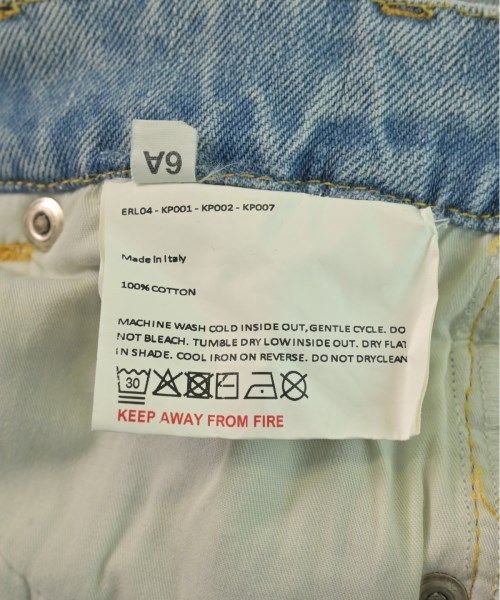 6A
ERL04 - KP001 - KP002 - KP007
Made in Italy
100% COTTON
MACHINE WASH COLD INSIDE OUT, GENTLE CYCLE. DO
NOT BLEACH. TUMBLE DRY LOW INSIDE OUT. DRY FLAT
IN SHADE. COOL IRON ON REVERSE. DO NOT DRYCLEAN
30
KEEP AWAY FROM FIRE